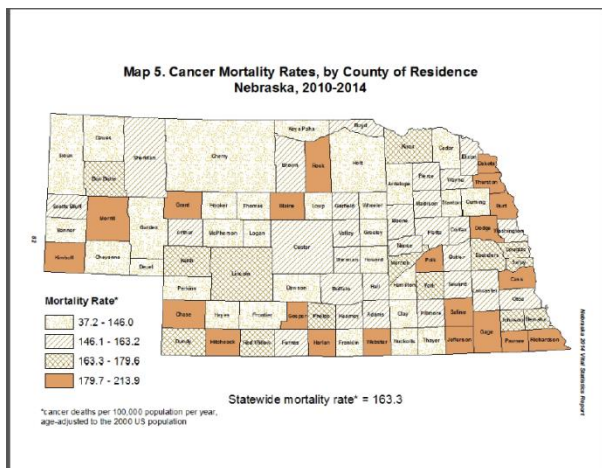 Map 5. Cancer Mortality Rates, by County of Residence
Nebraska, 2010-2014
Keya Paha
Boyd
Sioux
Dawes
Sheridan
Cherry
Brown
Rock
Holt
Knox
Cedar
Dixon
Dakota
Box Butte
Antelope
Pierce
Wayne
Thurston
Scotts Bluff
Morrill
Garden
Grant
Hooker
Thomas
Blaine
Loup
Garfield
Wheeler
Madison
Stanton
Cuming
Burt
Banner
Arthur
McPherson
Logan
Custer
Valley
Greeley
Boone
Platte
Colfax
Dodge
Washington
Kimball
Cheyenne
Deuel
Keith
Lincoln
Sherman
Howard
Nance
Merrick
Polk
Butler
Saunders
Douglas
Sarpy
Perkins
Dawson
Buffalo
Hall
Hamilton
York
Seward
Lancaster
Cass
Otoe
Chase
Hayes
Frontier
Gosper
Phelps
Kearney
Adams
Clay
Fillmore
Saline
Gage
Johnson
Nemaha
Dundy
Hitchcock
Red Willow
Furnas
Harlan
Franklin
Webster
Nuckolls
Thayer
Jefferson
Pawnee
Richardson
82
Mortality Rate*
37.2 - 146.0
146.1 - 163.2
163.3 - 179.6
179.7 - 213.9
Statewide mortality rate* = 163.3
*cancer deaths per 100,000 population per year,
age-adjusted to the 2000 US population
Nebraska 2014 Vital Statistics Report